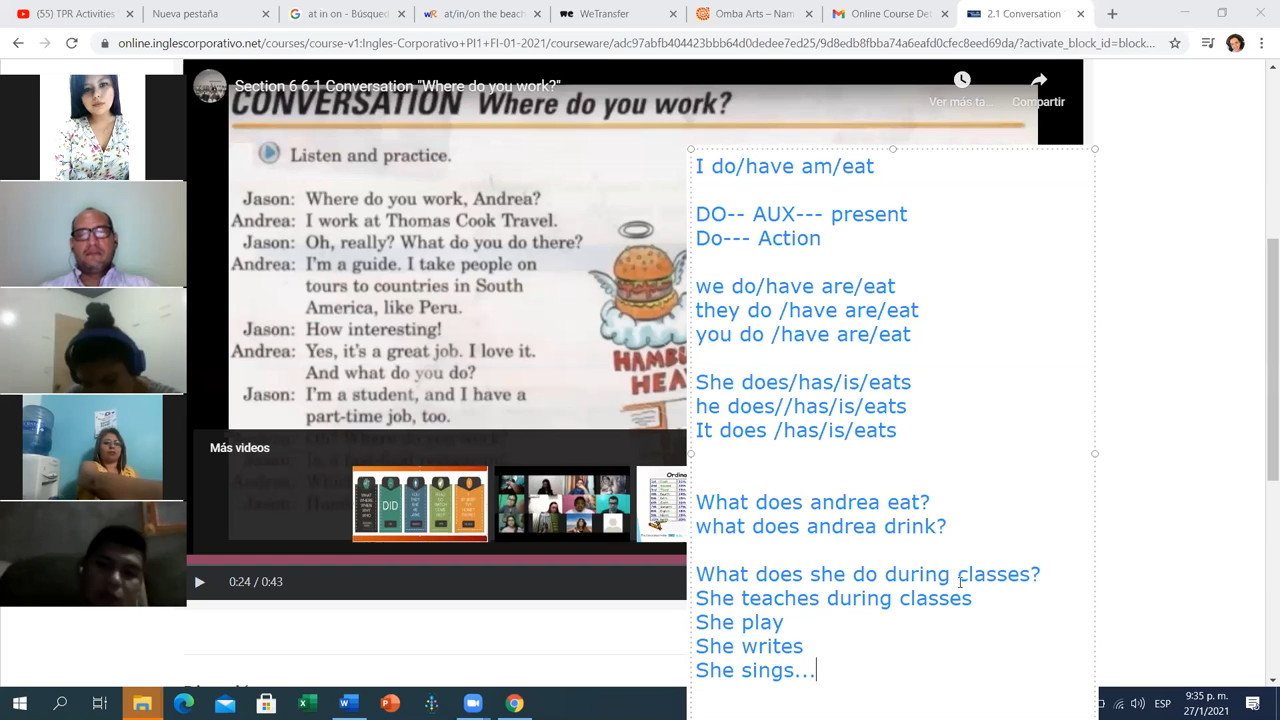 (55) TPR Activities
Nueva pestaña
at in on - Búsqued
at/in/on the beach
WeTransfer
Omba Arts – Nam
Online Course Det
2.1 Conversation
online.inglescorporativo.net/courses/course-v1:Ingles-Corporativo+PI1+FI-01-2017/courseware/adc97abfb404423bbb64d0dedee7ed25/9d8edb8fbba74a6eafd0cfec8eed69da/?activate_block_id=block...
Section 6 6.1 Conversation "Where do you work?"
Ver más ta...
Compartir
CONVERSATION Where do you work?
Listen and practice.
Jason: Where do you work, Andrea?
Andrea: I work at Thomas Cook Travel.
Jason: Oh, really? What do you do there?
Andrea: I'm a guide. I take people on
tours to countries in South
America, like Peru.
Jason: How interesting!
Andrea: Yes, it's a great job. I love it.
And what do you do?
Jason: I'm a student, and I have a
part-time job, too.
HAMBU
HEA
Más videos
DID
Ordina
0:24 / 0:43
I do/have am/eat
DO-- AUX--- present
Do--- Action
we do/have are/eat
they do /have are/eat
you do /have are/eat
She does/has/is/eats
he does//has/is/eats
It does /has/is/eats
What does andrea eat?
what does andrea drink?
What does she do during classes?
She teaches during classes
She play
She writes
She sings...
ESP
9:35 p. m.
27/1/2021